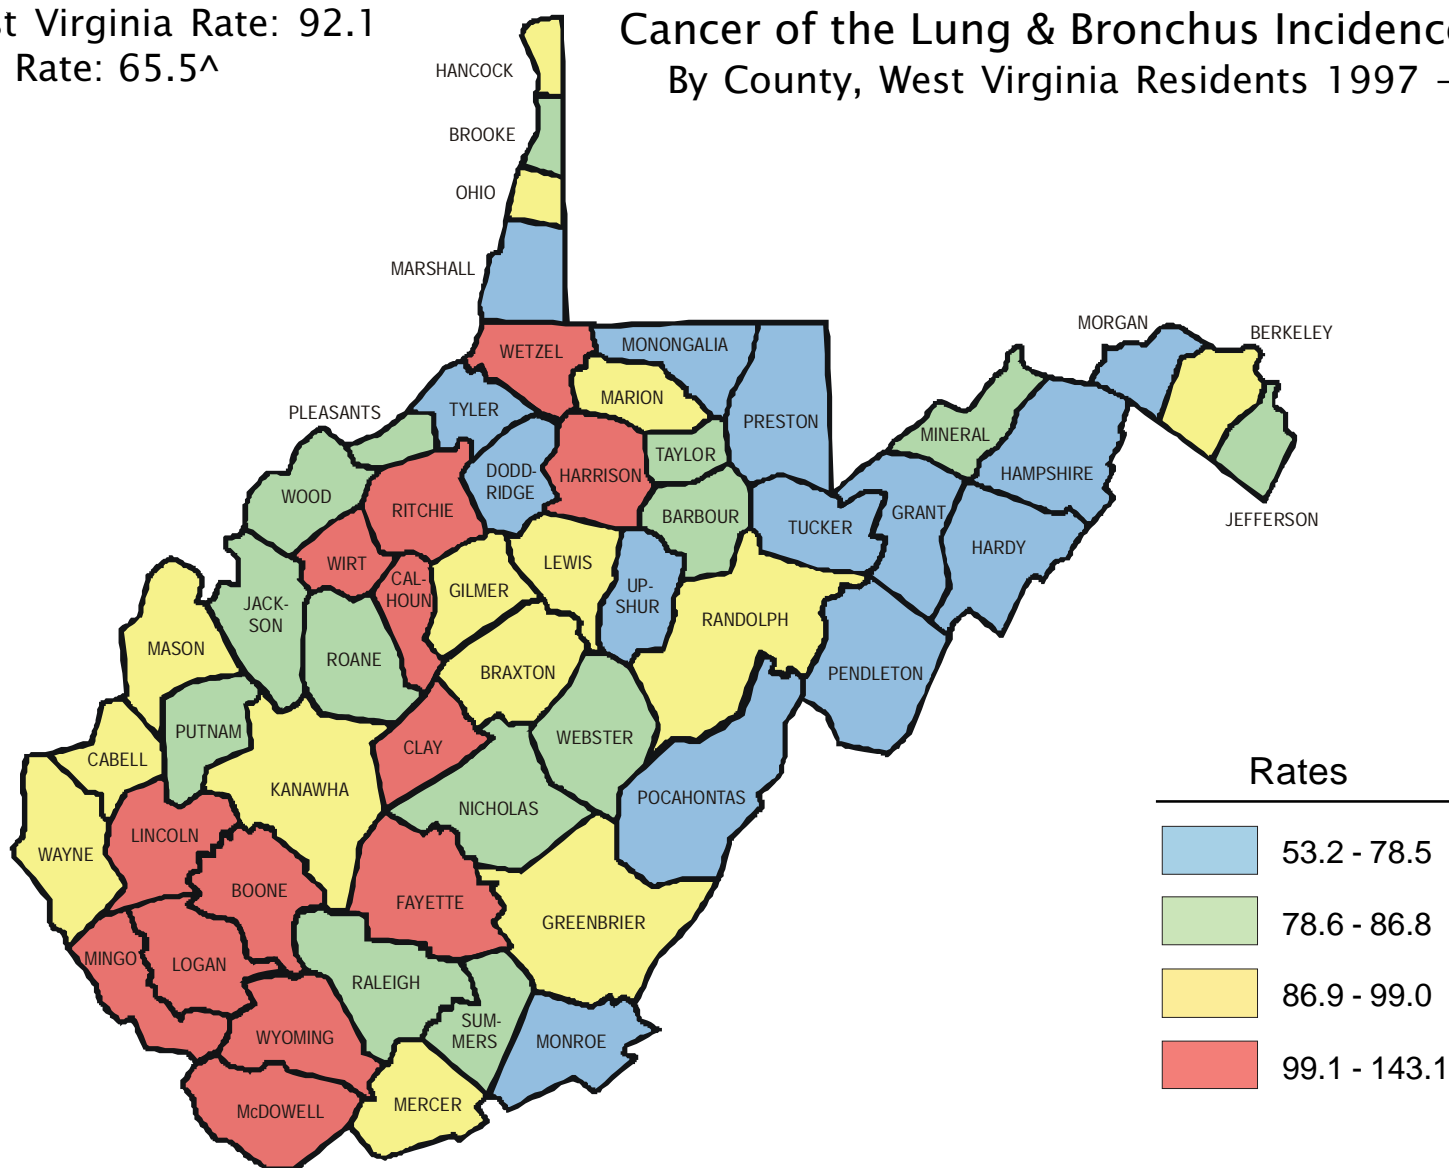 Virginia Rate: 92.1
Rate: 65.5^
Cancer of the Lung & Bronchus
By County, West Virginia Residents 1997 –
HANCOCK
BROOKE
OHIO
MARSHALL
MORGAN
BERKELEY
WETZEL
MONONGALIA
MARION
TYLER
PLEASANTS
PRESTON
MINERAL
TAYLOR
DODD-
RIDGE
HARRISON
HAMPSHIRE
WOOD
RITCHIE
BARBOUR
GRANT
JEFFERSON
TUCKER
HARDY
WIRT
LEWIS
CAL-
HOUN
GILMER
UP-
SHUR
JACK-
SON
RANDOLPH
MASON
ROANE
BRAXTON
PENDLETON
PUTNAM
WEBSTER
CLAY
CABELL
KANAWHA
POCAHONTAS
NICHOLAS
LINCOLN
WAYNE
BOONE
FAYETTE
GREENBRIER
MINGO
LOGAN
RALEIGH
SUM-
MERS
WYOMING
MONROE
MERCER
McDOWELL
Rates
53.2 - 78.5
78.6 - 86.8
86.9 - 99.0
99.1 - 143.1